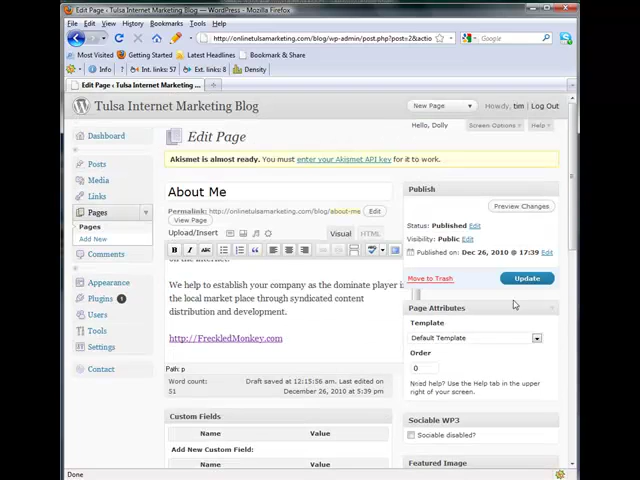 Edit Page ‹ Tulsa Internet Marketing Blog — WordPress - Mozilla Firefox
File Edit View History Bookmarks Tools Help
http://onlinetulsamarketing.com/blog/wp-admin/post.php?post=2&actio
Google
Most Visited Getting Started Latest Headlines Bookmark & Share
Info Int. links: 57 Ext. links: 8 Density
Edit Page ‹ Tulsa Internet Marketing ...
Tulsa Internet Marketing Blog
New Page
Howdy, tim | Log Out
Hello, Dolly
Screen Options
Help
Dashboard
Posts
Media
Links
Pages
Pages
Add New
Comments
Appearance
Plugins 1
Users
Tools
Settings
Contact
Edit Page
Akismet is almost ready. You must enter your Akismet API key for it to work.
About Me
Permalink: http://onlinetulsamarketing.com/blog/about-me Edit
View Page
Upload/Insert
Visual HTML
B I ABC
on the internet.
We help to establish your company as the dominate player in
the local market place through syndicated content
distribution and development.
http://FreckledMonkey.com
Path: p
Word count:
51
Draft saved at 12:15:56 am. Last edited on
December 26, 2010 at 5:39 pm
Custom Fields
Name Value
Add New Custom Field:
Name Value
Publish
Preview Changes
Status: Published Edit
Visibility: Public Edit
Published on: Dec 26, 2010 @ 17:39 Edit
Move to Trash
Update
Page Attributes
Template
Default Template
Order
0
Need help? Use the Help tab in the upper
right of your screen.
Sociable WP3
Sociable disabled?
Featured Image
Done